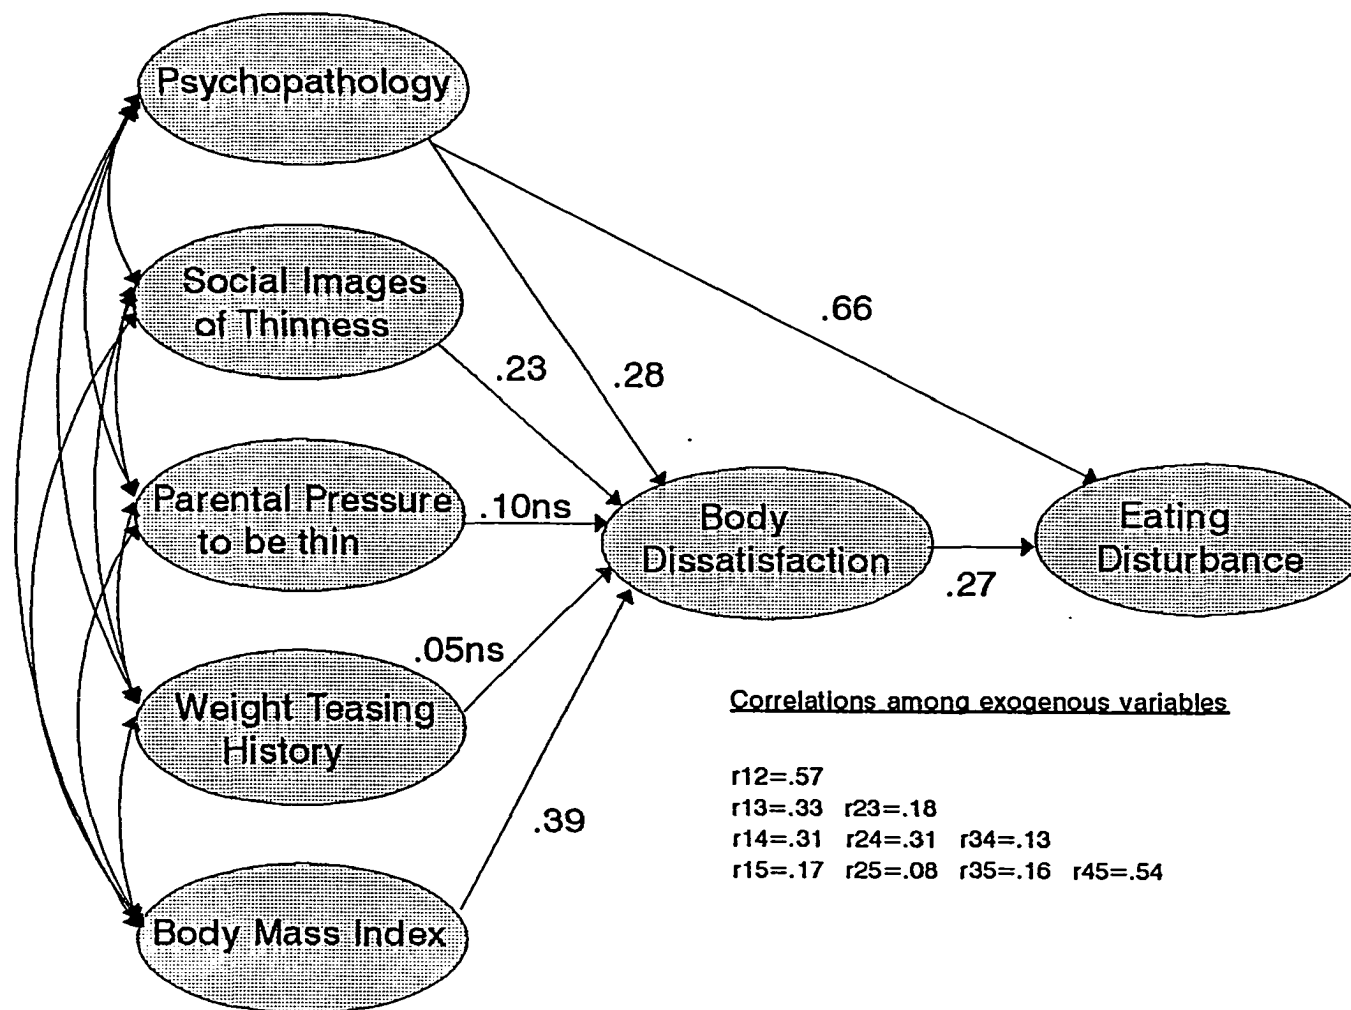 Psychopathology
Social Images
of Thinness
.66
.23
.28
Parental Pressure
to be thin
.10ns
Body
Dissatisfaction
Eating
Disturbance
.27
.05ns
Weight Teasing
History
Correlations among exogenous variables
r12=.57
r13=.33 r23=.18
r14=.31 r24=.31 r34=.13
r15=.17 r25=.08 r35=.16 r45=.54
.39
Body Mass Index